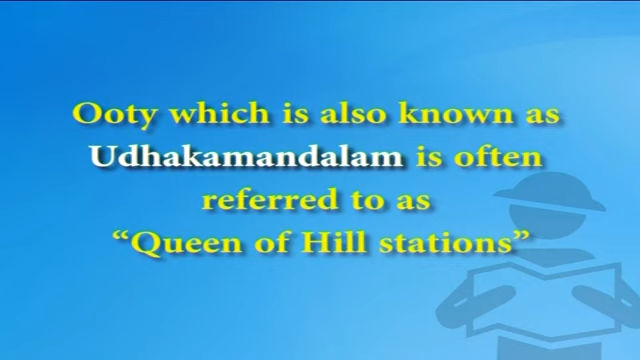 Ooty which is also known as
Udhakamandalam is often
referred to as
“Queen of Hill stations”